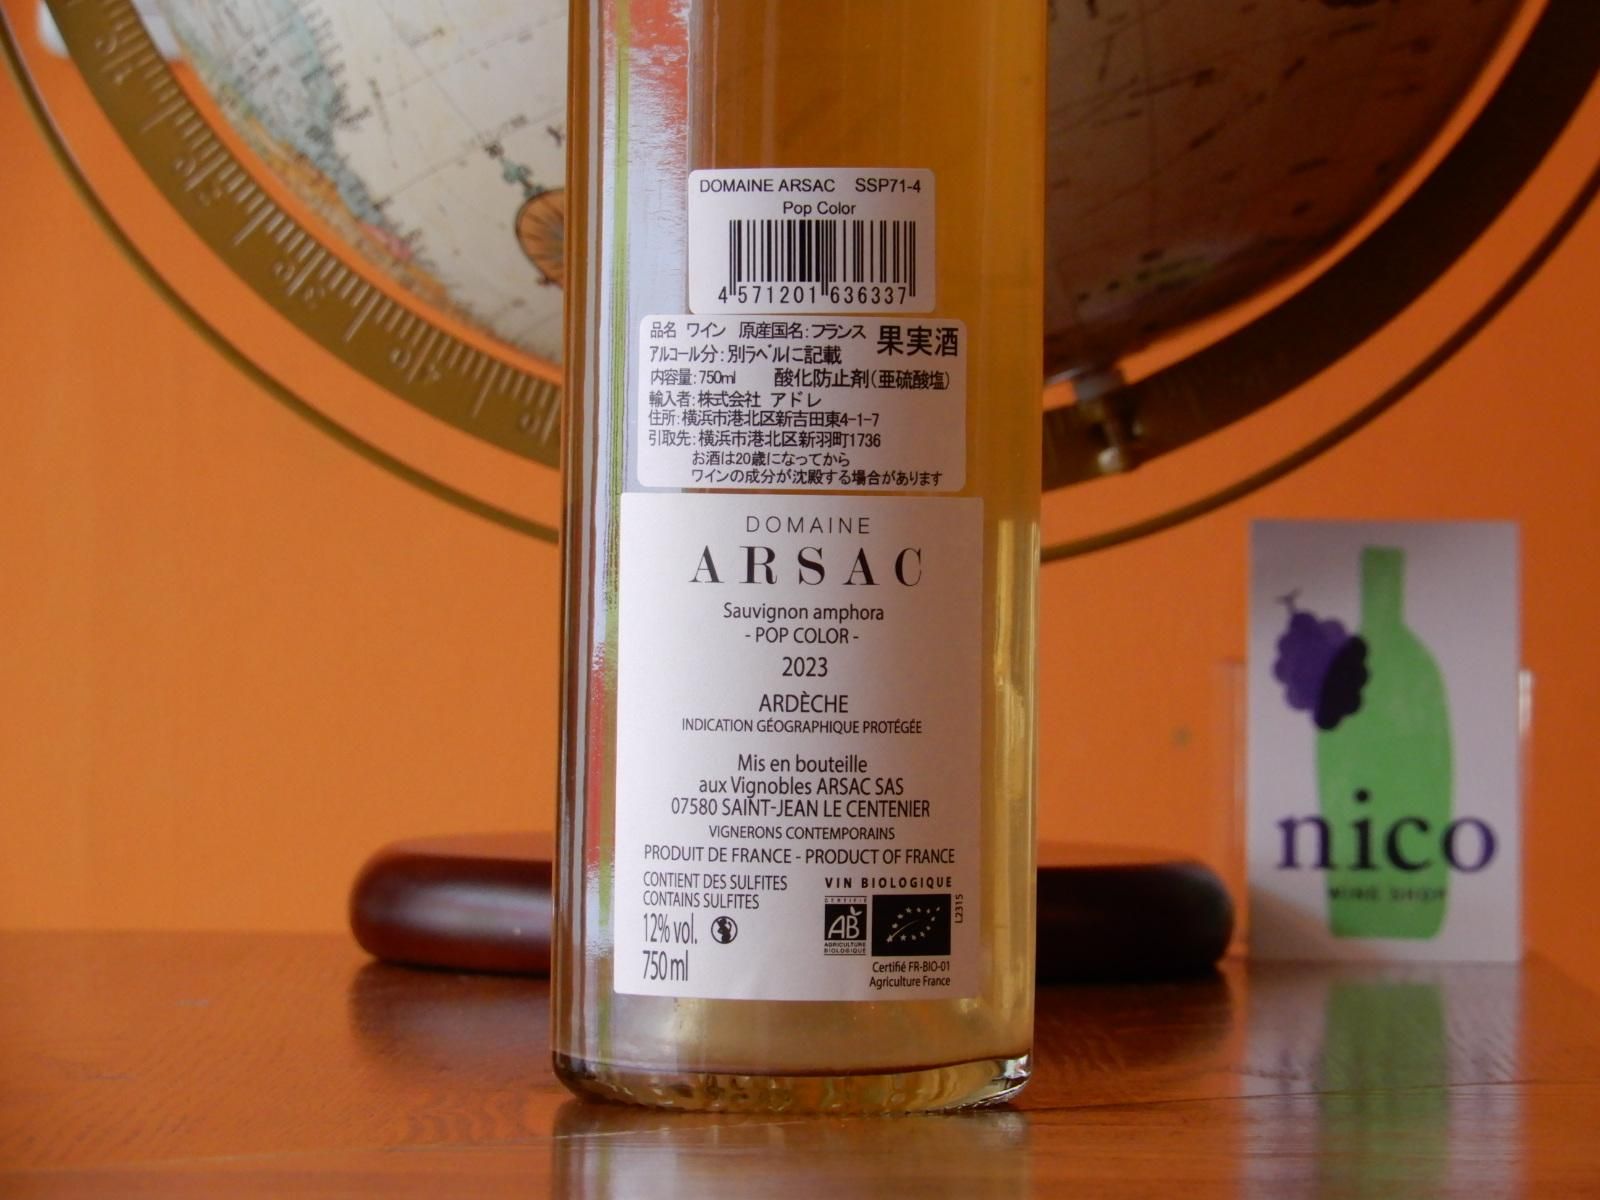 DOMAINE ARSAC SSP71-4
Pop Color
4 571201 636337
品名 ワイン 原産国名:フランス 果実酒
アルコール分:別ラベルに記載
内容量:750ml 酸化防止剤(亜硫酸塩)
輸入者:株式会社 アドレ
住所:横浜市港北区新吉田東4-1-7
引取先:横浜市港北区新羽町1736
お酒は20歳になってから
ワインの成分が沈殿する場合があります
DOMAINE
ARSAC
Sauvignon amphora
- POP COLOR -
2023
ARDÈCHE
INDICATION GÉOGRAPHIQUE PROTÉGÉE
Mis en bouteille
aux Vignobles ARSAC SAS
07580 SAINT-JEAN LE CENTENIER
VIGNERONS CONTEMPORAINS
PRODUIT DE FRANCE - PRODUCT OF FRANCE
CONTIENT DES SULFITES
CONTAINS SULFITES
12% vol.
750 ml
VIN BIOLOGIQUE
CERTIFIÉ
AB
AGRICULTURE
BIOLOGIQUE
L2315
Certifié FR-BIO-01
Agriculture France
nico
WINE SHOP